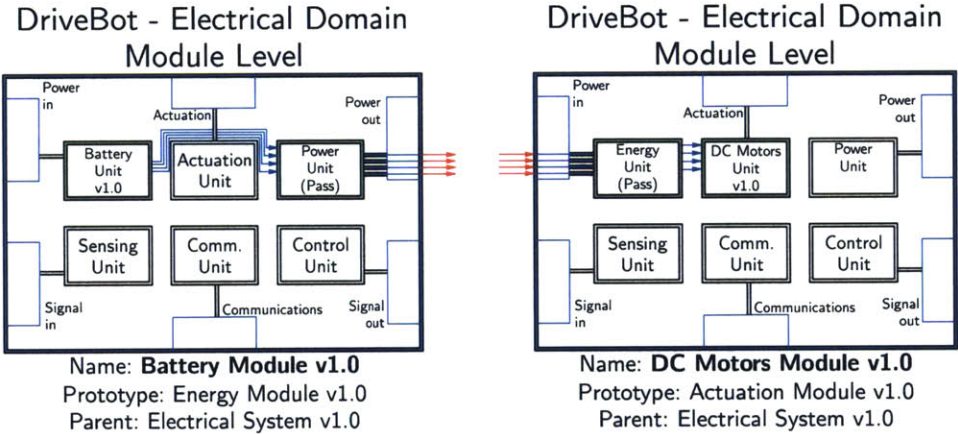 DriveBot - Electrical Domain
Module Level
Power
in
Actuation
Power
out
Battery
Unit
v1.0
Actuation
Unit
Power
Unit
(Pass)
Sensing
Unit
Comm.
Unit
Control
Unit
Signal
in
Communications
Signal
out
Name: Battery Module v1.0
Prototype: Energy Module v1.0
Parent: Electrical System v1.0
DriveBot - Electrical Domain
Module Level
Power
in
Actuation
Power
out
Energy
Unit
(Pass)
DC Motors
Unit
v1.0
Power
Unit
Sensing
Unit
Comm.
Unit
Control
Unit
Signal
in
Communications
Signal
out
Name: DC Motors Module v1.0
Prototype: Actuation Module v1.0
Parent: Electrical System v1.0